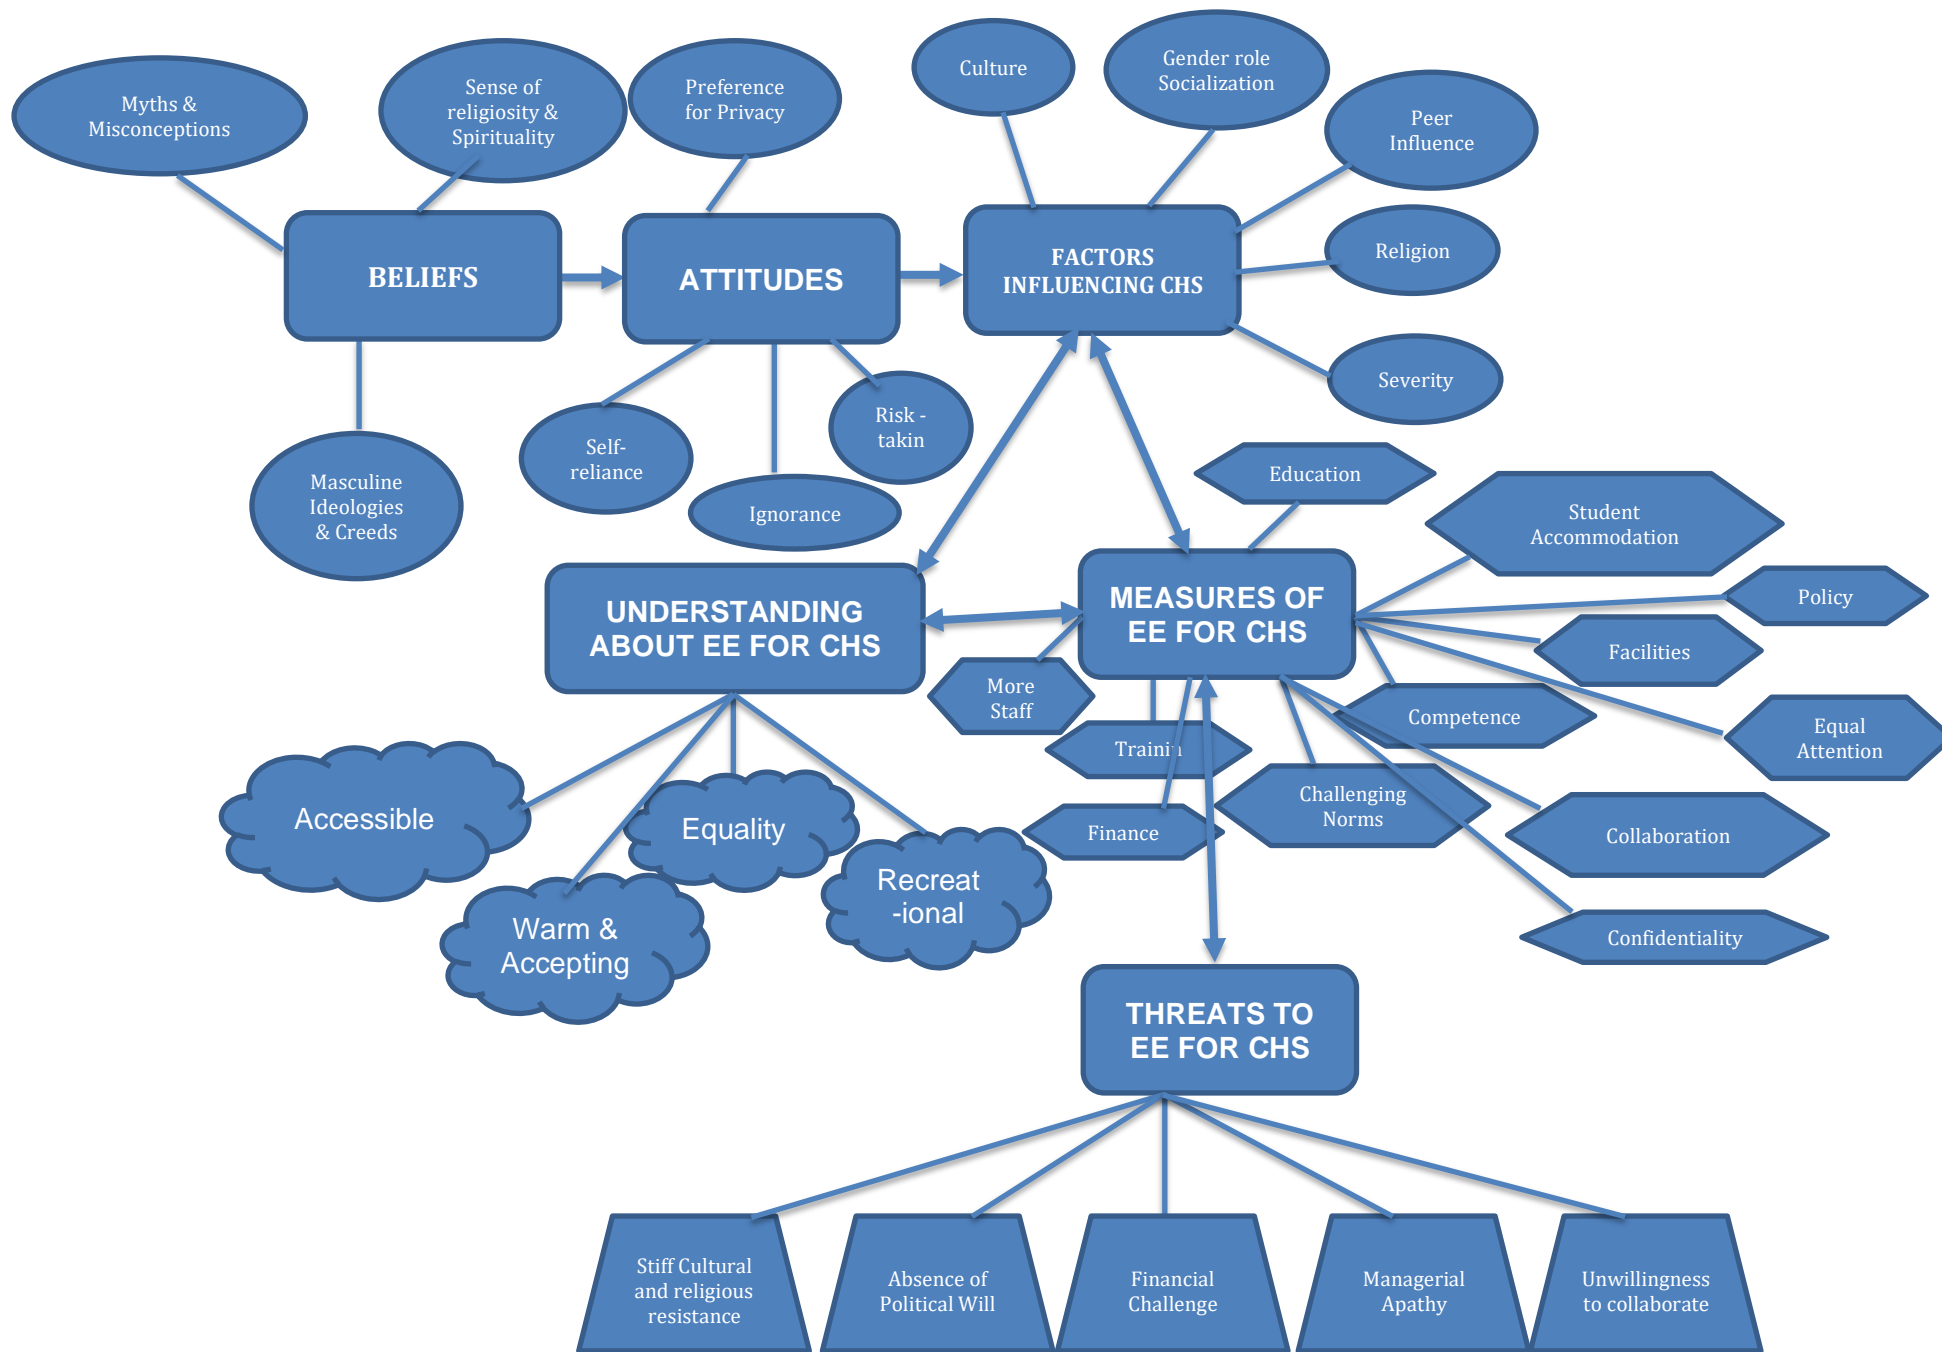 Myths &
Misconceptions
Sense of
religiosity &
Spirituality
Preference
for Privacy
Culture
Gender role
Socialization
Peer
Influence
Religion
Severity
BELIEFS
ATTITUDES
FACTORS
INFLUENCING CHS
Masculine
Ideologies
& Creeds
Self-
reliance
Ignorance
Risk -
takin
Education
Student
Accommodation
Policy
Facilities
Competence
Equal
Attention
UNDERSTANDING
ABOUT EE FOR CHS
MEASURES OF
EE FOR CHS
More
Staff
Trainin
Finance
Challenging
Norms
Collaboration
Confidentiality
Accessible
Equality
Warm &
Accepting
Recreat
-ional
THREATS TO
EE FOR CHS
Stiff Cultural
and religious
resistance
Absence of
Political Will
Financial
Challenge
Managerial
Apathy
Unwillingness
to collaborate